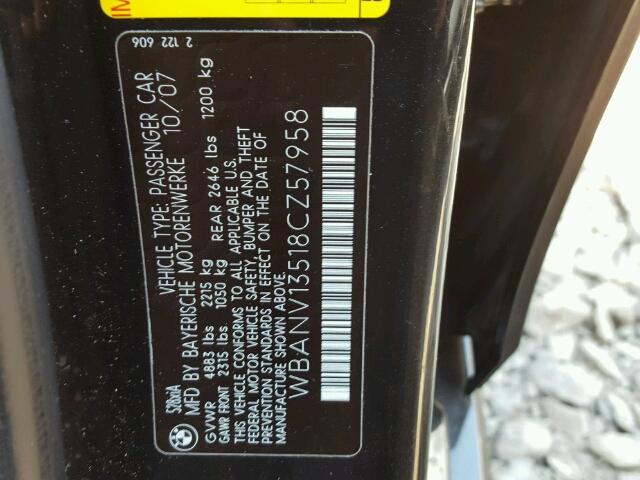 IM
528xiA
VEHICLE TYPE: PASSENGER CAR
MFD BY BAYERISCHE MOTORENWERKE 10/07
GVWR 4883 lbs 2215 kg
GAWR FRONT 2315 lbs 1050 kg REAR 2646 lbs 1200 kg
THIS VEHICLE CONFORMS TO ALL APPLICABLE U.S.
FEDERAL MOTOR VEHICLE SAFETY, BUMPER AND THEFT
PREVENTION STANDARDS IN EFFECT ON THE DATE OF
MANUFACTURE SHOWN ABOVE
WBANV13518CZ57958
2 122 606